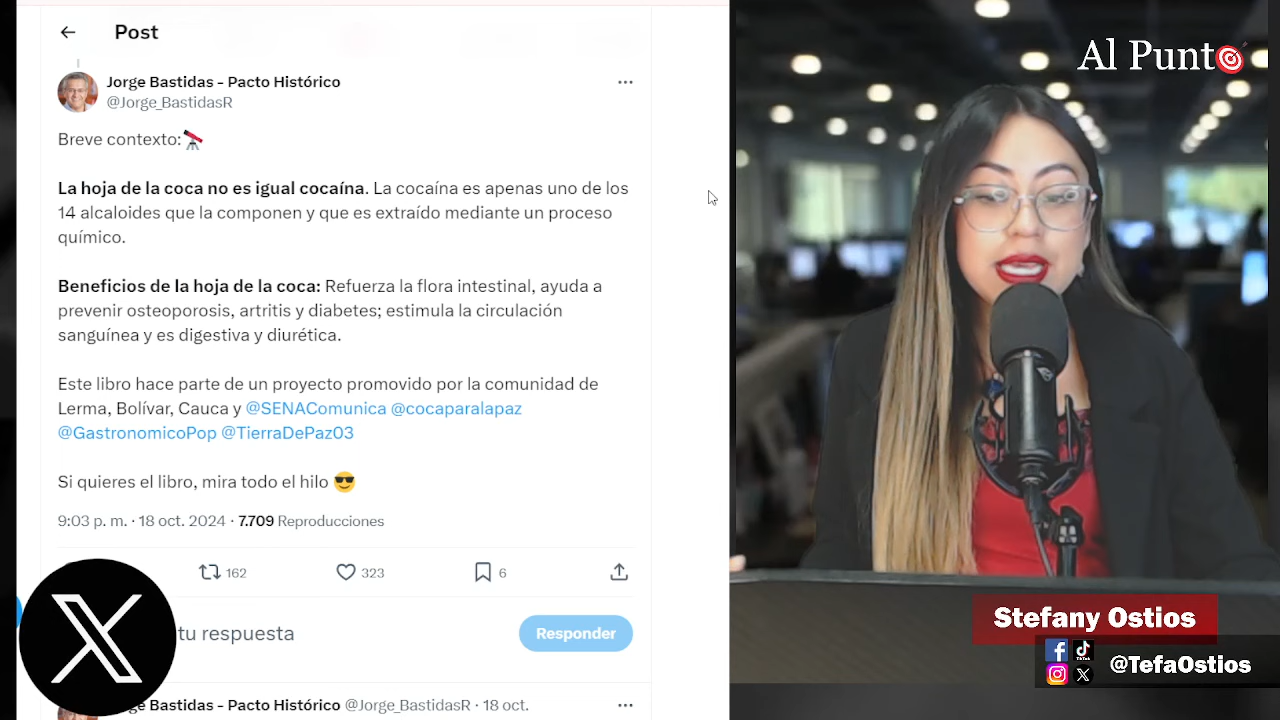 Post
Jorge Bastidas - Pacto Histórico
@Jorge_BastidasR
Breve contexto:
La hoja de la coca no es igual cocaína. La cocaína es apenas uno de los
14 alcaloides que la componen y que es extraído mediante un proceso
químico.
Beneficios de la hoja de la coca: Refuerza la flora intestinal, ayuda a
prevenir osteoporosis, artritis y diabetes; estimula la circulación
sanguínea y es digestiva y diurética.
Este libro hace parte de un proyecto promovido por la comunidad de
Lerma, Bolívar, Cauca y @SENAComunica @cocaparalapaz
@GastronomicoPop @TierraDePaz03
Si quieres el libro, mira todo el hilo
9:03 p. m. · 18 oct. 2024 · 7.709 Reproducciones
162 323 6
tu respuesta
Responder
ge Bastidas - Pacto Histórico @Jorge_BastidasR · 18 oct.
Al Punto
Stefany Ostios
@TefaOstios